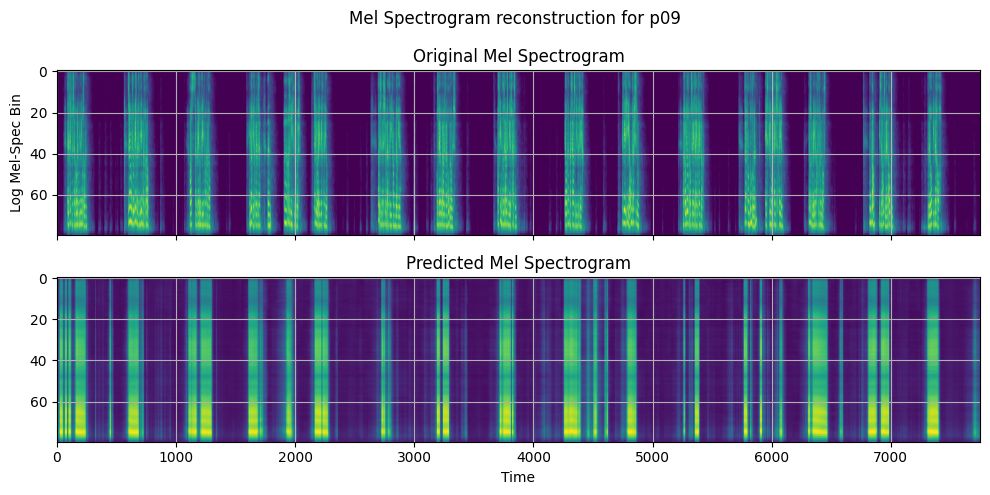 Mel Spectrogram reconstruction for p09
Original Mel Spectrogram
Log Mel-Spec Bin
0
20
40
60
Predicted Mel Spectrogram
0
20
40
60
0 1000 2000 3000 4000 5000 6000 7000
Time